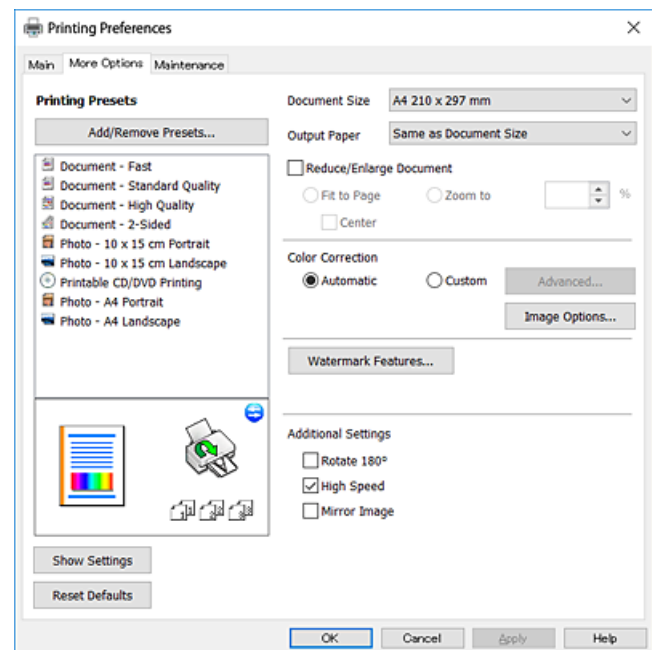 Printing Preferences
Main More Options Maintenance
Printing Presets
Add/Remove Presets...
Document - Fast
Document - Standard Quality
Document - High Quality
Document - 2-Sided
Photo - 10 x 15 cm Portrait
Photo - 10 x 15 cm Landscape
Printable CD/DVD Printing
Photo - A4 Portrait
Photo - A4 Landscape
1 2 3
Show Settings
Reset Defaults
Document Size A4 210 x 297 mm
Output Paper Same as Document Size
Reduce/Enlarge Document
Fit to Page Zoom to %
Center
Color Correction
Automatic Custom Advanced...
Image Options...
Watermark Features...
Additional Settings
Rotate 180°
High Speed
Mirror Image
OK Cancel Apply Help